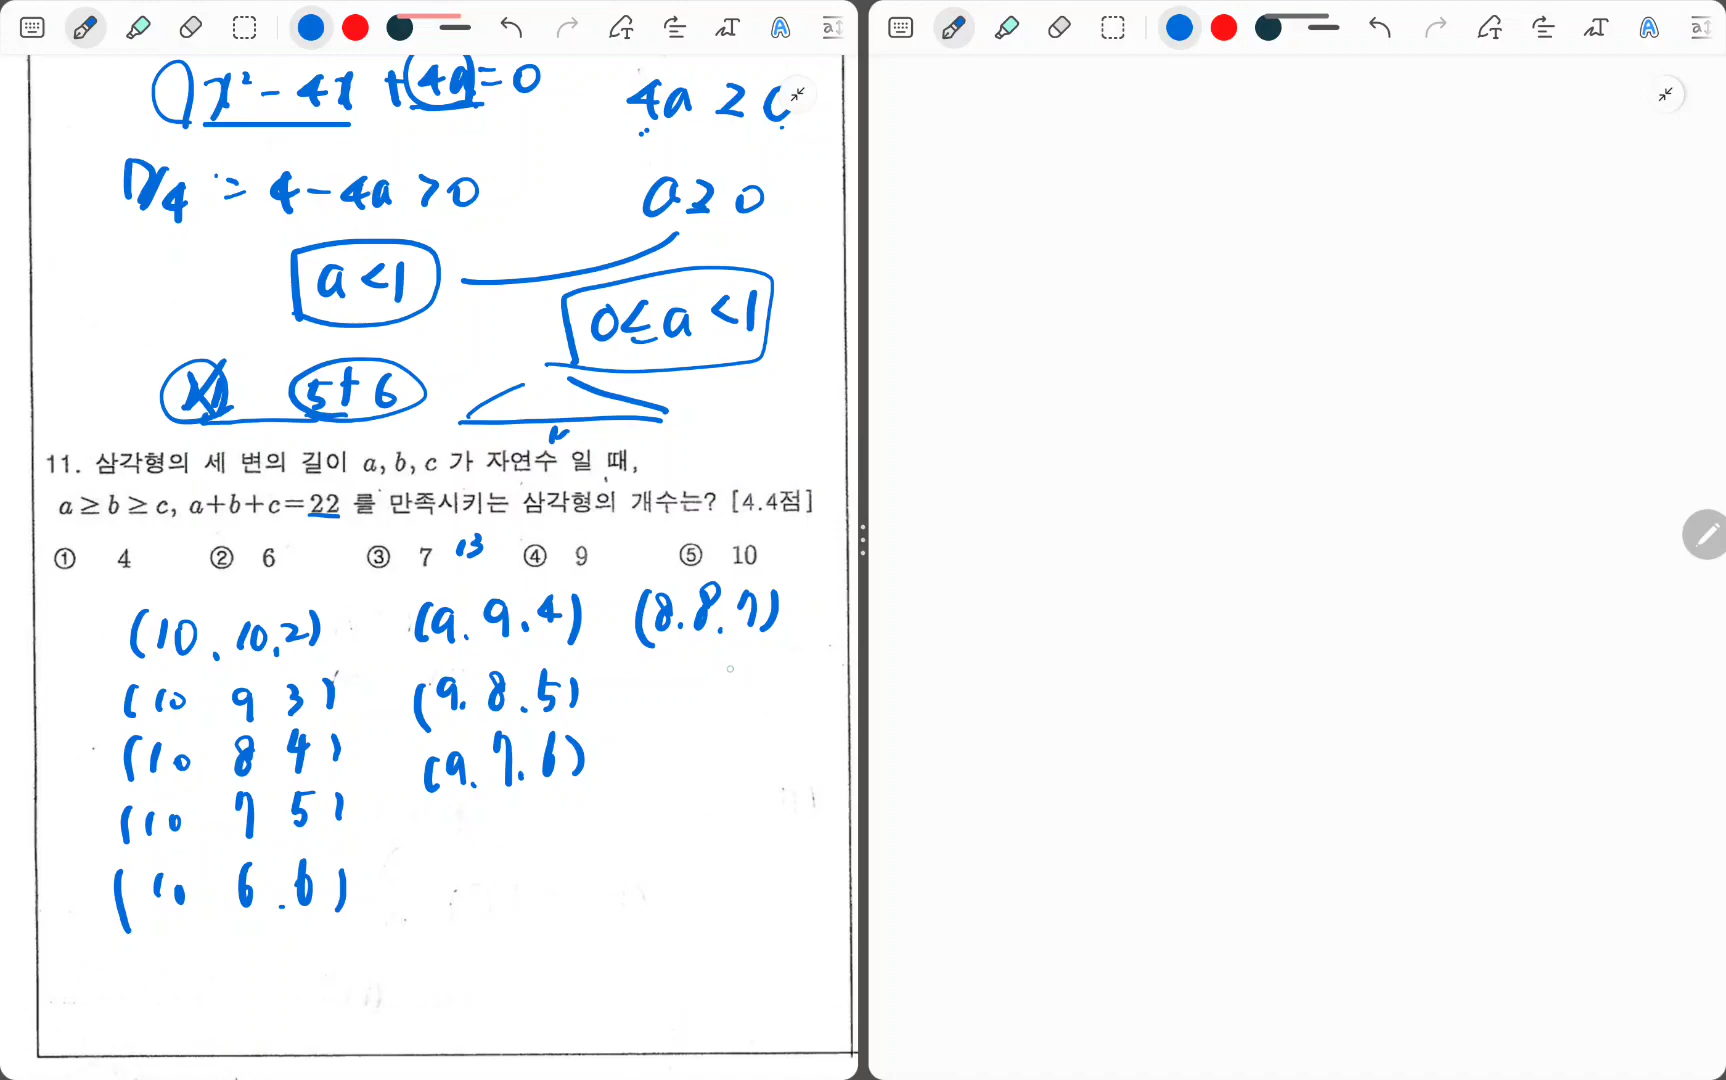 x² - 4x + 4a = 0
4a ≥ 0
D/4 = 4 - 4a > 0
a ≥ 0
a < 1
0 ≤ a < 1
5+6
11. 삼각형의 세 변의 길이 a, b, c 가 자연수 일 때,
a ≥ b ≥ c, a+b+c=22 를 만족시키는 삼각형의 개수는? [4.4점]
① 4 ② 6 ③ 7 ④ 9 ⑤ 10
13
(10. 10. 2) (9. 9. 4) (8. 8. 7)
(10 9 3) (9. 8. 5)
(10 8 4) (9. 7. 6)
(10 7 5)
(10 6. 6)